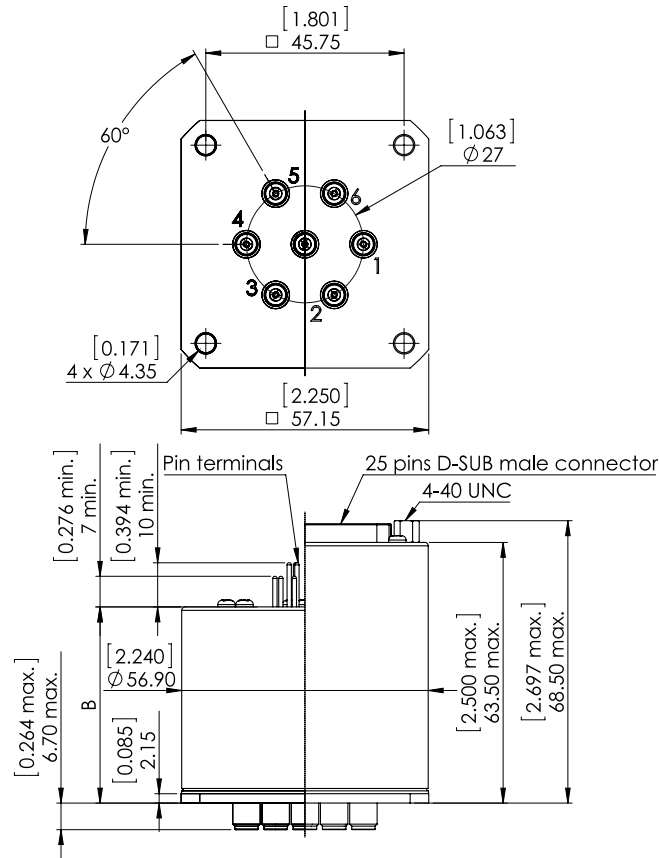 [1.801]
□ 45.75
60°
[1.063]
Ø 27
5
6
4
1
3
2
[0.171]
4 x Ø 4.35
[2.250]
□ 57.15
Pin terminals
25 pins D-SUB male connector
4-40 UNC
[0.276 min.]
7 min.
[0.394 min.]
10 min.
[2.240]
Ø 56.90
B
[0.264 max.]
6.70 max.
[0.085]
2.15
[2.500 max.]
63.50 max.
[2.697 max.]
68.50 max.